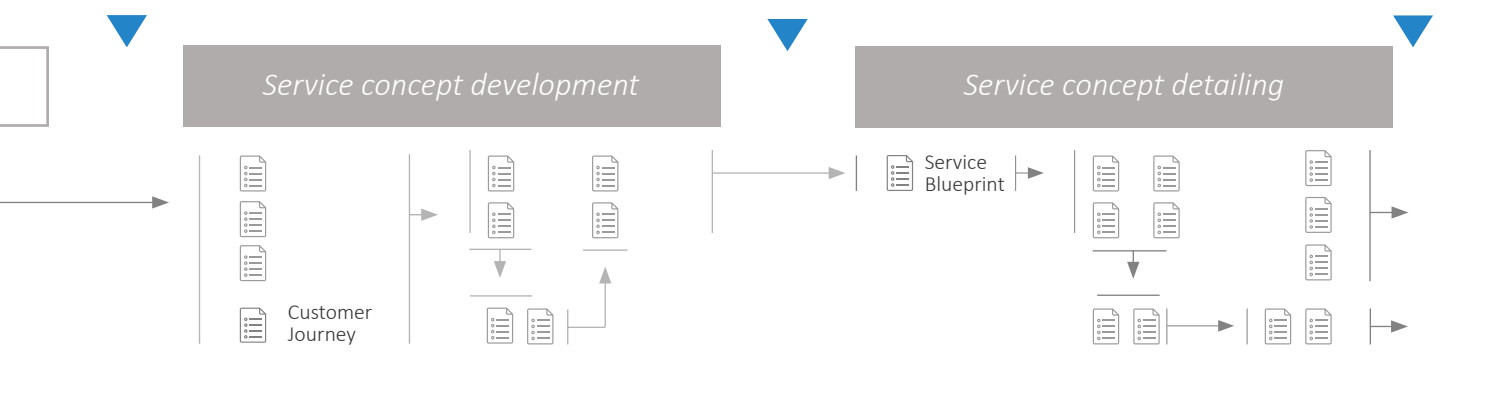 Service concept development
Service concept detailing
Customer
Journey
Service
Blueprint